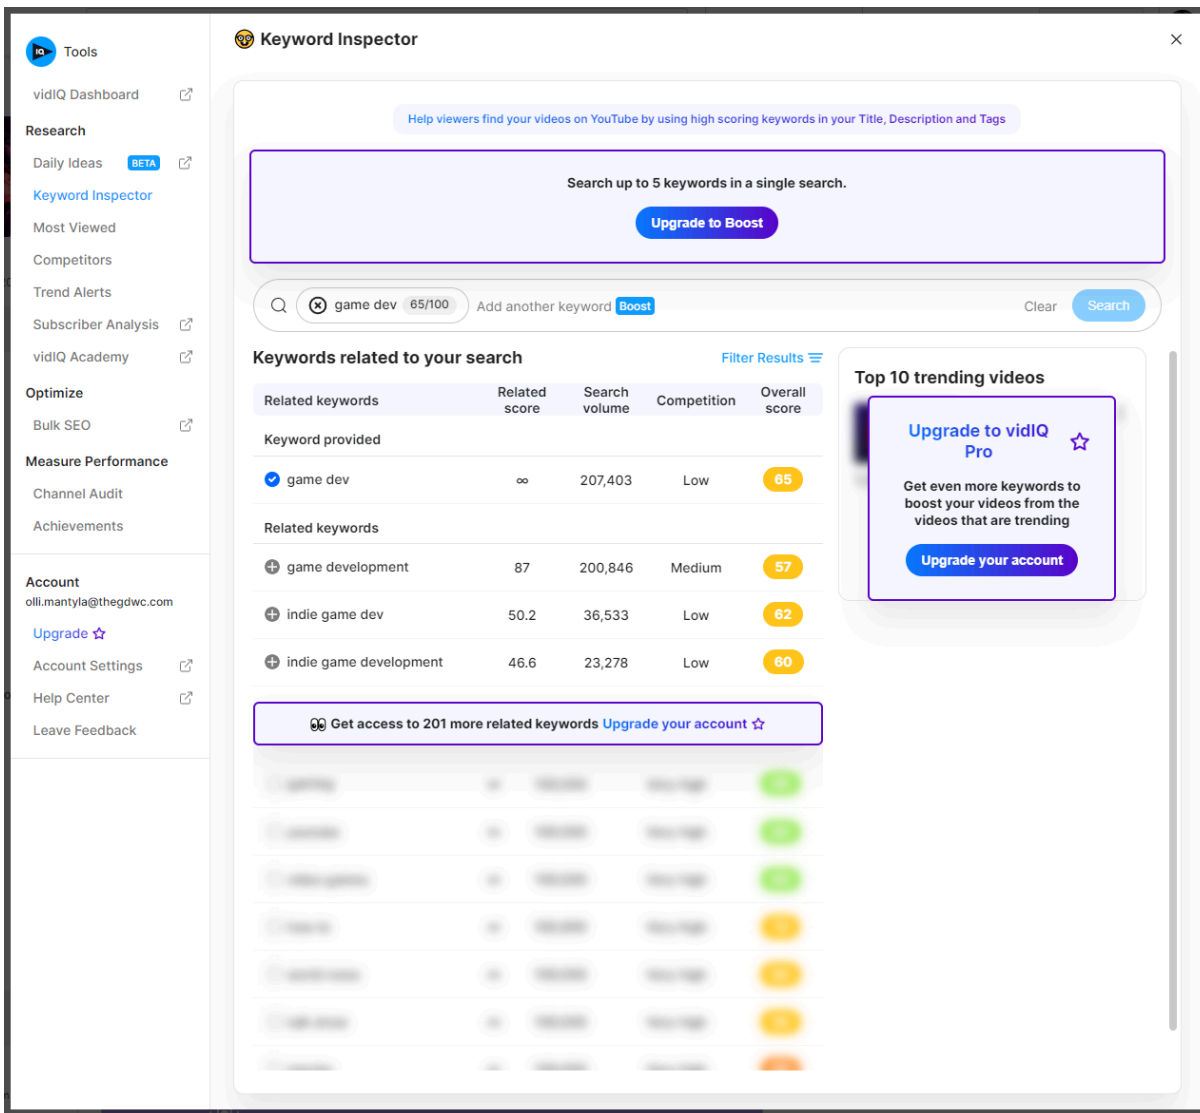 IQ Tools
vidIQ Dashboard
Research
Daily Ideas BETA
Keyword Inspector
Most Viewed
Competitors
Trend Alerts
Subscriber Analysis
vidIQ Academy
Optimize
Bulk SEO
Measure Performance
Channel Audit
Achievements
Account
olli.mantyla@thegdwc.com
Upgrade
Account Settings
Help Center
Leave Feedback
Keyword Inspector
Help viewers find your videos on YouTube by using high scoring keywords in your Title, Description and Tags
Search up to 5 keywords in a single search.
Upgrade to Boost
game dev 65/100 Add another keyword Boost Clear Search
Keywords related to your search Filter Results
Related keywords Related score Search volume Competition Overall score
Keyword provided
game dev ∞ 207,403 Low 65
Related keywords
game development 87 200,846 Medium 57
indie game dev 50.2 36,533 Low 62
indie game development 46.6 23,278 Low 60
Get access to 201 more related keywords Upgrade your account
Top 10 trending videos
Upgrade to vidIQ
Pro
Get even more keywords to
boost your videos from the
videos that are trending
Upgrade your account